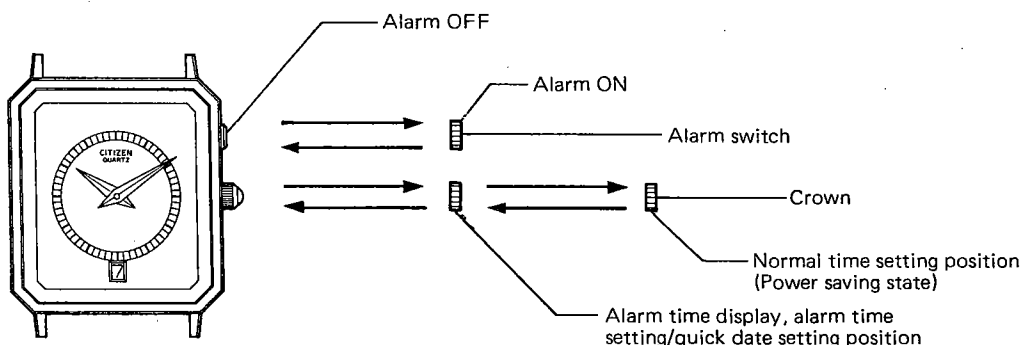 Alarm OFF
Alarm ON
Alarm switch
CITIZEN
QUARTZ
Crown
7
Normal time setting position
(Power saving state)
Alarm time display, alarm time
setting/quick date setting position